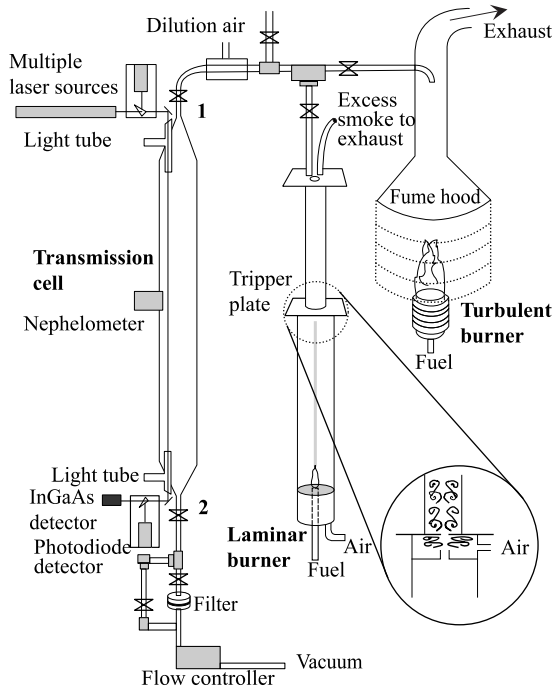 Dilution air
Exhaust
Multiple
laser sources
1
Excess
smoke to
exhaust
Light tube
Fume hood
Transmission
cell
Tripper
plate
Nephelometer
Turbulent
burner
Fuel
Light tube
InGaAs
detector
2
Photodiode
detector
Laminar
burner
Air
Fuel
Air
Filter
Vacuum
Flow controller